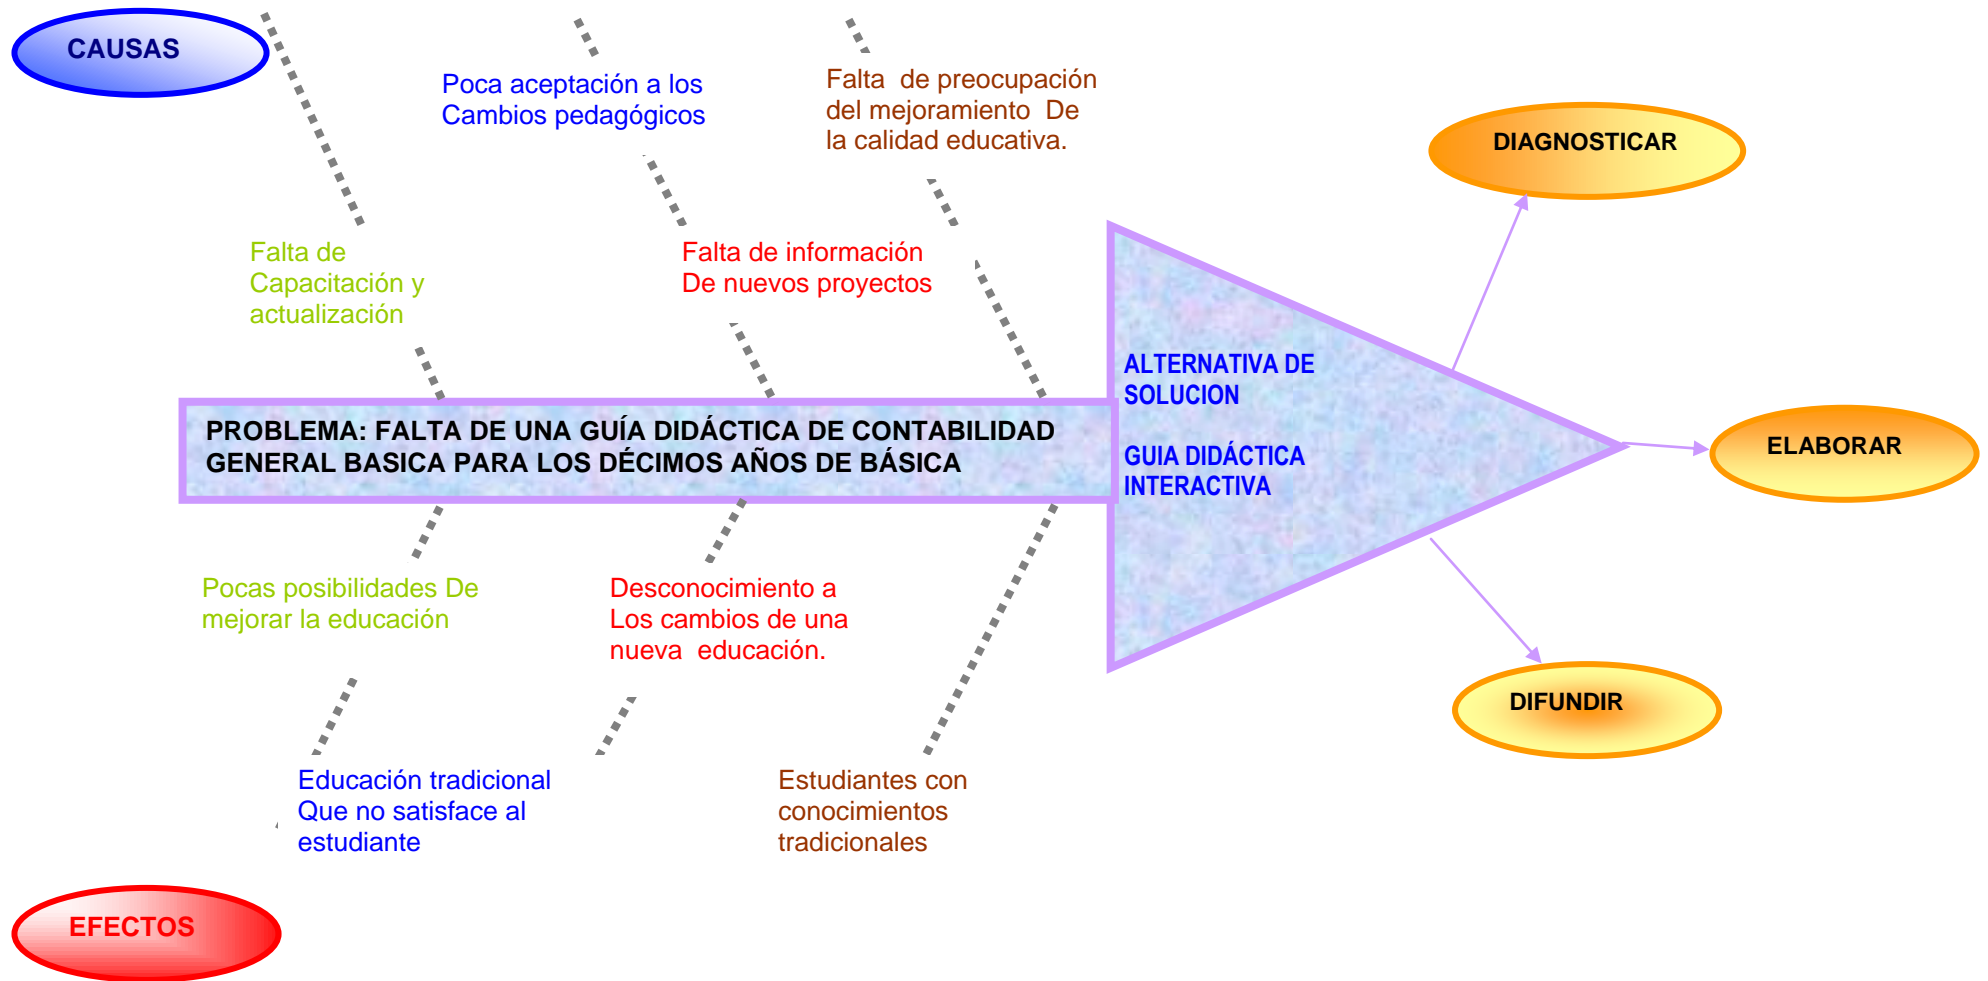 CAUSAS
Poca aceptación a los
Cambios pedagógicos
Falta  de preocupación
del mejoramiento  De
la calidad educativa.
DIAGNOSTICAR
Falta de
Capacitación y
actualización
Falta de información
De nuevos proyectos
PROBLEMA: FALTA DE UNA GUÍA DIDÁCTICA DE CONTABILIDAD
GENERAL BASICA PARA LOS DÉCIMOS AÑOS DE BÁSICA
ALTERNATIVA DE
SOLUCION
GUIA DIDÁCTICA
INTERACTIVA
ELABORAR
Pocas posibilidades De
mejorar la educación
Desconocimiento a
Los cambios de una
nueva  educación.
DIFUNDIR
Educación tradicional
Que no satisface al
estudiante
Estudiantes con
conocimientos
tradicionales
EFECTOS